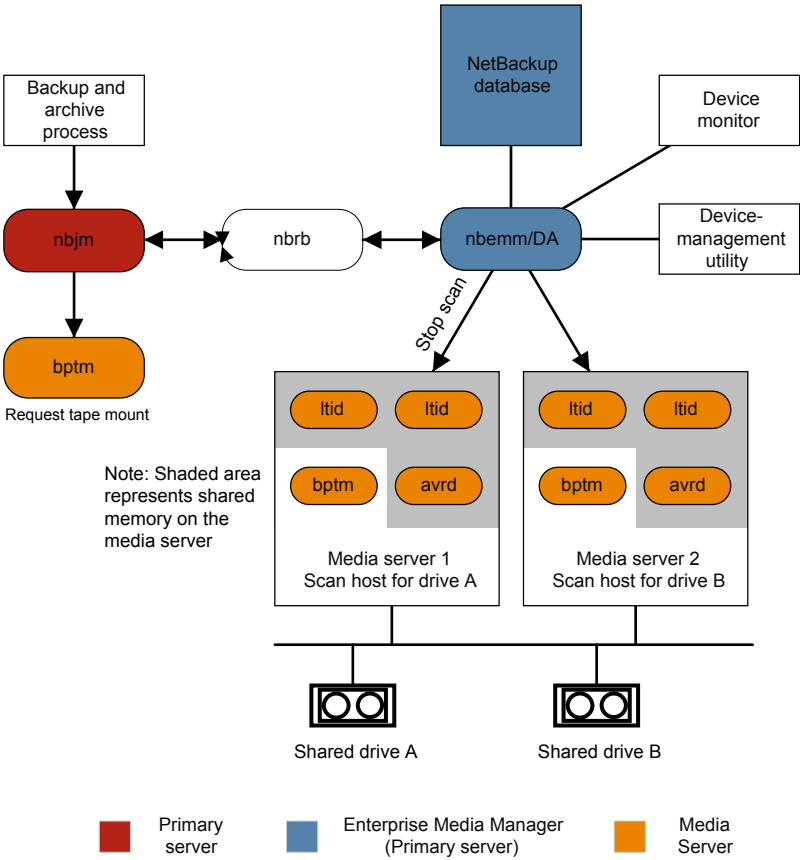 NetBackup
database
Backup and
archive
process
Device
monitor
nbjm
nbrb
nbemm/DA
Device-
management
utility
Stop scan
bptm
Request tape mount
ltid
ltid
ltid
ltid
Note: Shaded area
represents shared
memory on the
media server
bptm
avrd
bptm
avrd
Media server 1
Scan host for drive A
Media server 2
Scan host for drive B
Shared drive A
Shared drive B
Primary
server
Enterprise Media Manager
(Primary server)
Media
Server